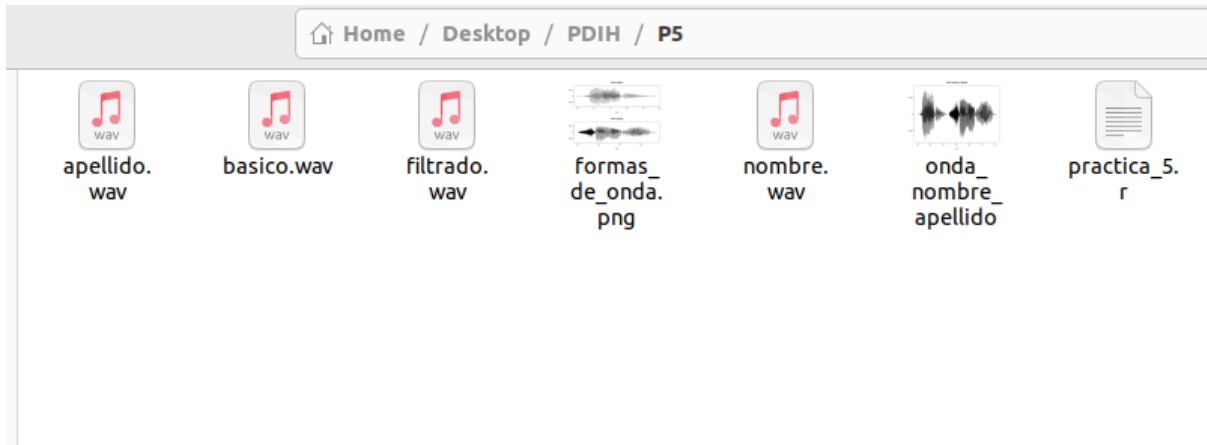 Home / Desktop / PDIH / P5
wav
wav
wav
wav
apellido.
wav
basico.wav
filtrado.
wav
formas_
de_onda.
png
nombre.
wav
onda_
nombre_
apellido
practica_5.
r